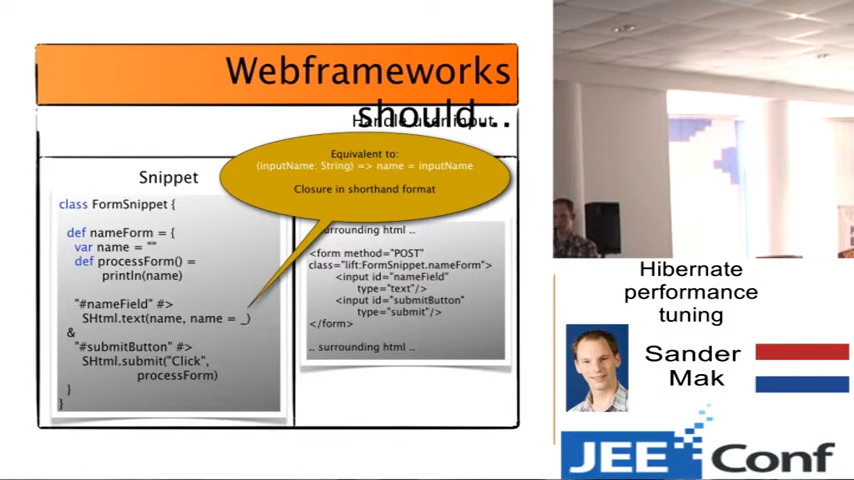 Webframeworks
should...
Handle user input
Equivalent to:
(inputName: String) => name = inputName
Closure in shorthand format
Snippet
class FormSnippet {
def nameForm = {
var name = ""
def processForm() =
println(name)
"#nameField" #>
SHtml.text(name, name = _)
&
"#submitButton" #>
SHtml.submit("Click",
processForm)
}
}
.. surrounding html ..
<form method="POST"
class="lift:FormSnippet.nameForm">
<input id="nameField"
type="text"/>
<input id="submitButton"
type="submit"/>
</form>
.. surrounding html ..
Hibernate
performance
tuning
Sander
Mak
JEE Conf